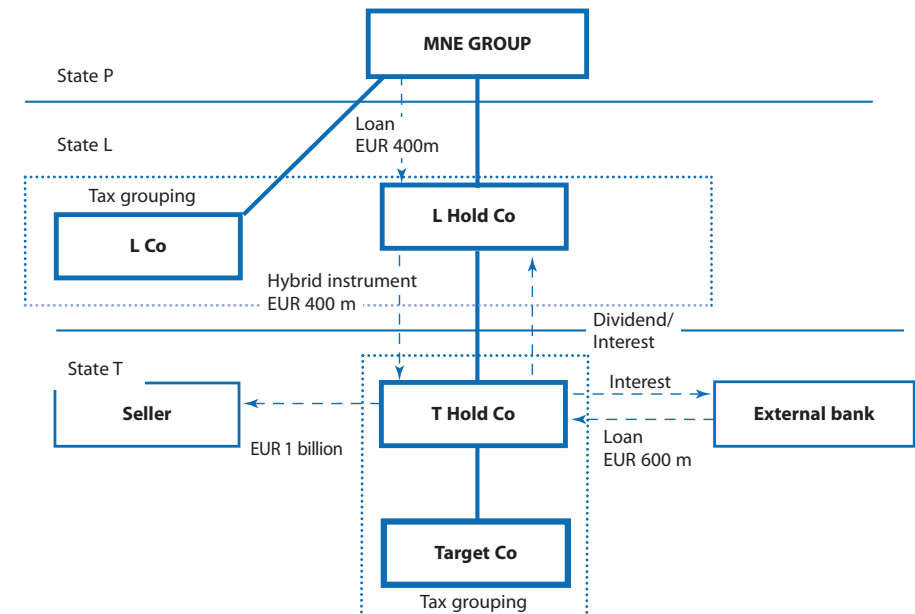 MNE GROUP
State P
Loan
EUR 400m
State L
Tax grouping
L Hold Co
L Co
Hybrid instrument
EUR 400 m
Dividend/
Interest
State T
Interest
Seller
T Hold Co
External bank
EUR 1 billion
Loan
EUR 600 m
Target Co
Tax grouping